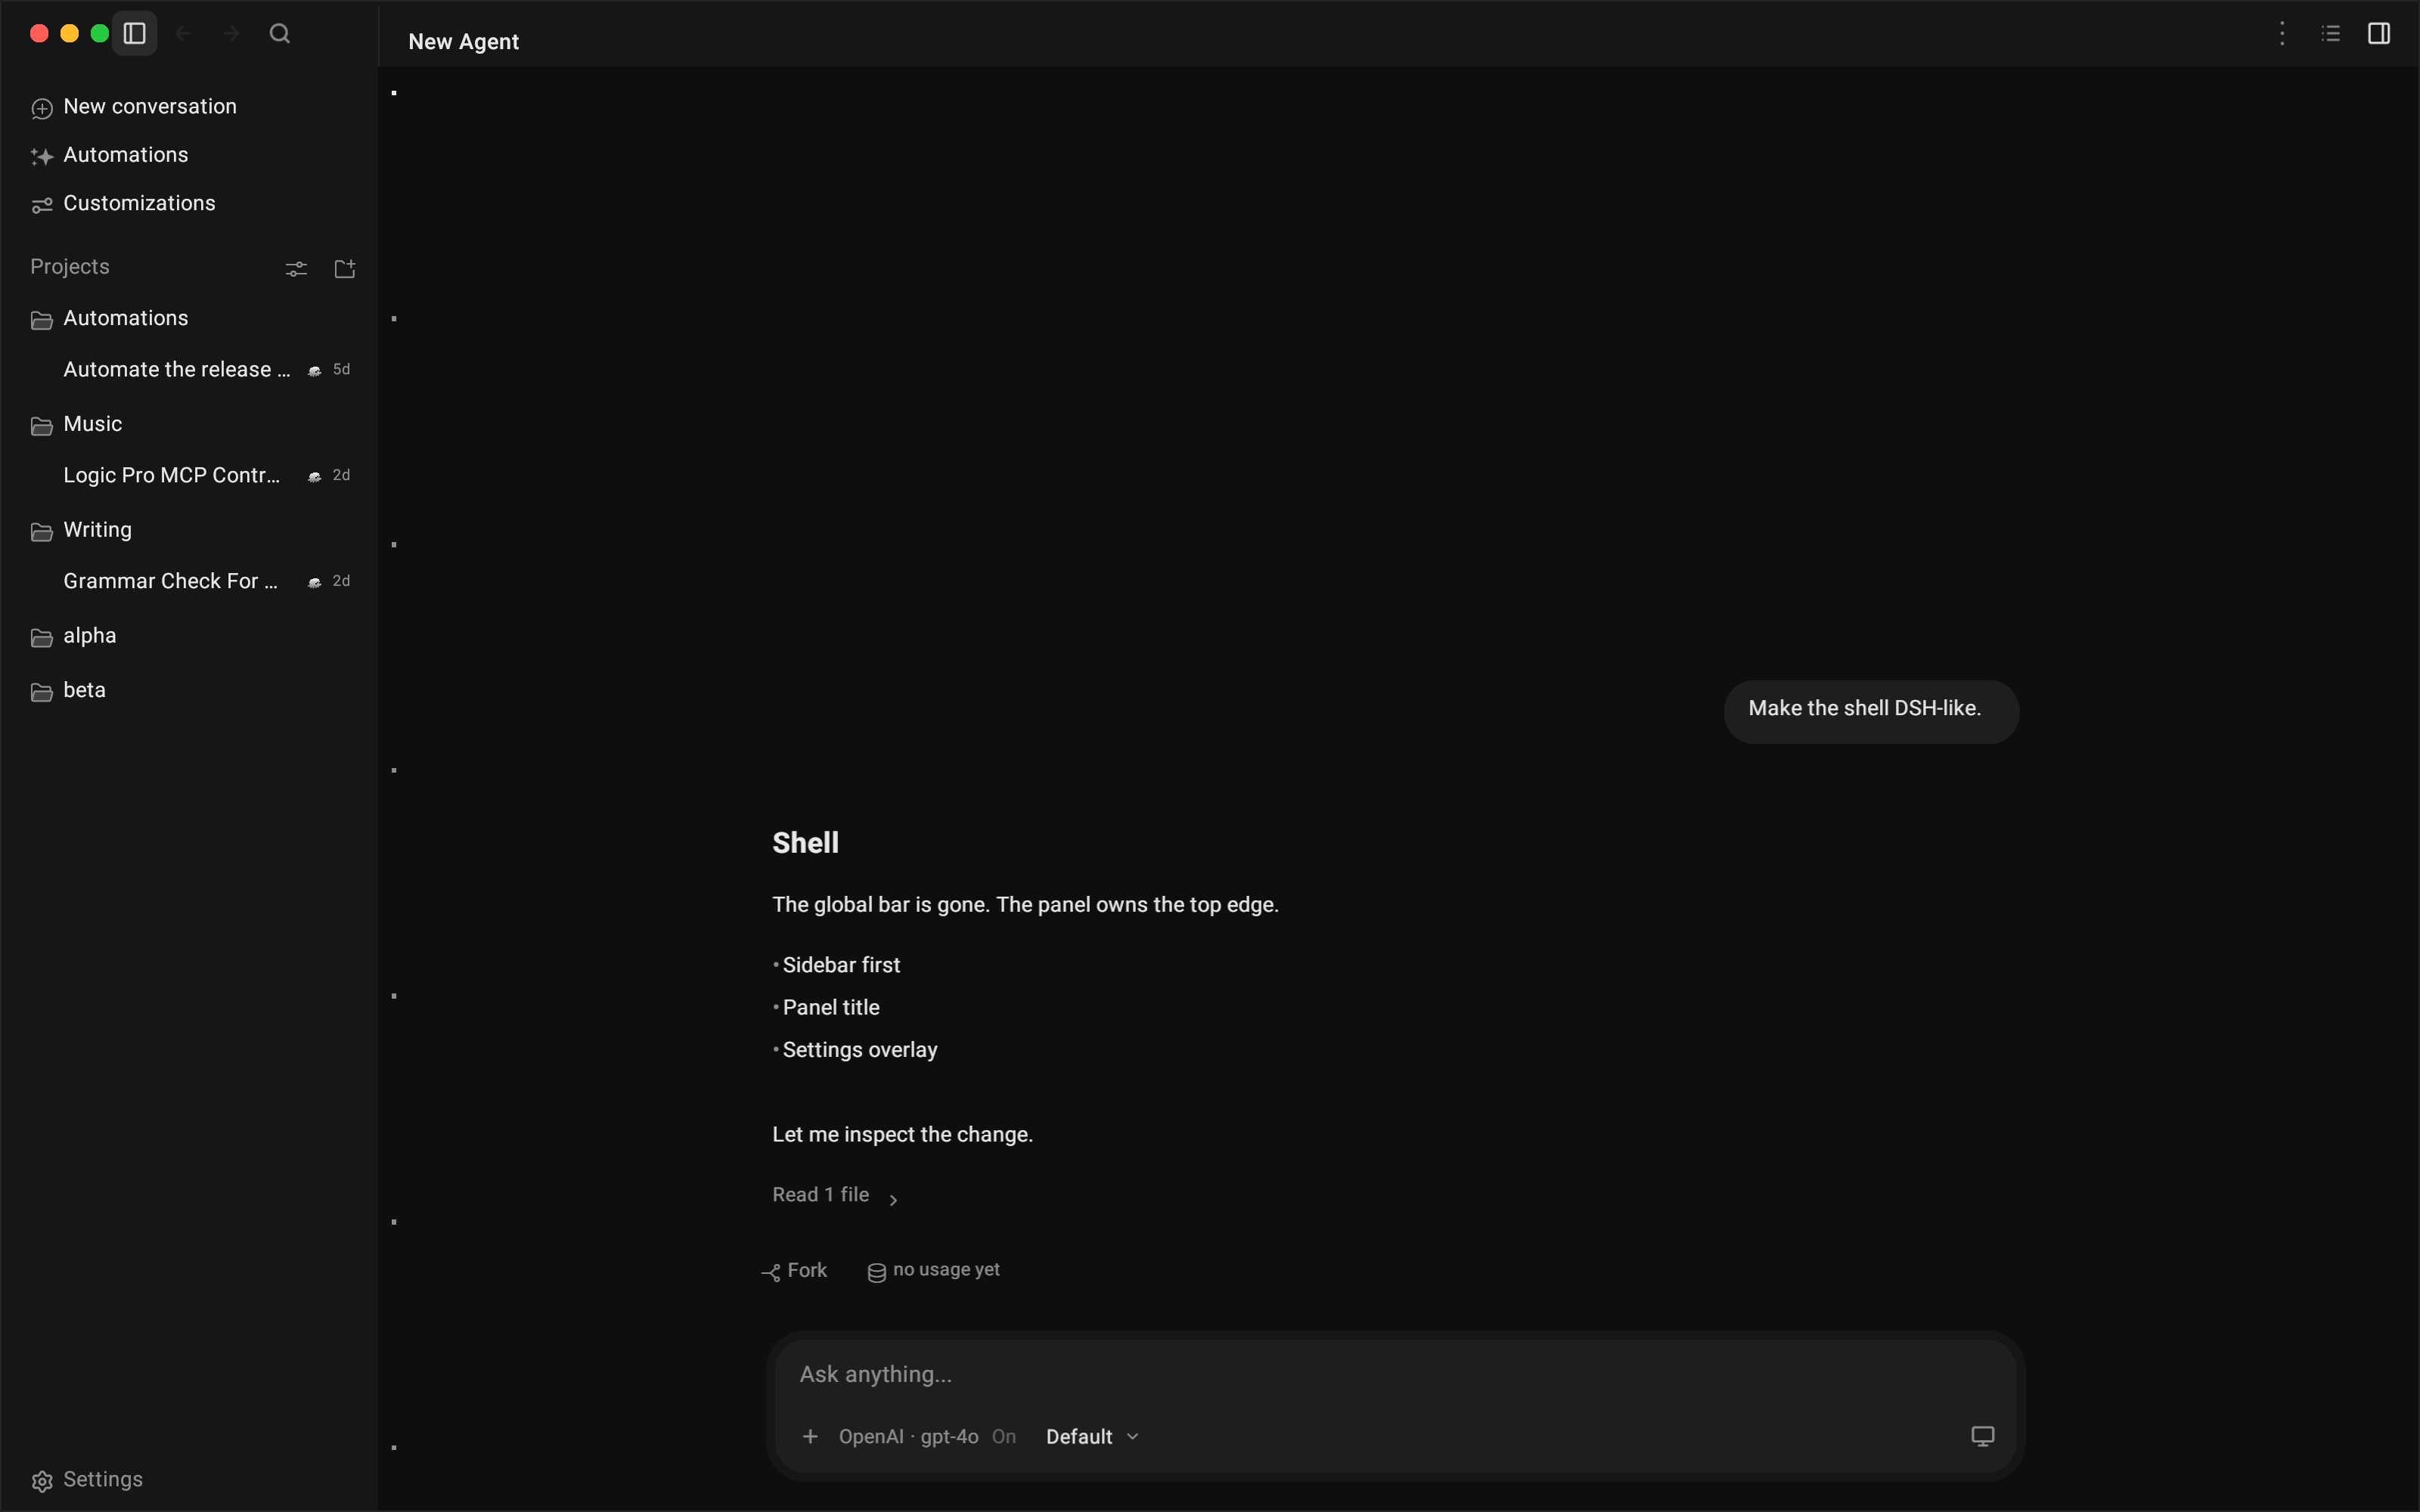 New Agent
New conversation
Automations
Customizations
Projects
Automations
Automate the release ... 5d
Music
Logic Pro MCP Contr... 2d
Writing
Grammar Check For ... 2d
alpha
beta
Settings
Make the shell DSH-like.
Shell
The global bar is gone. The panel owns the top edge.
• Sidebar first
• Panel title
• Settings overlay
Let me inspect the change.
Read 1 file
Fork no usage yet
Ask anything...
OpenAI · gpt-4o On Default